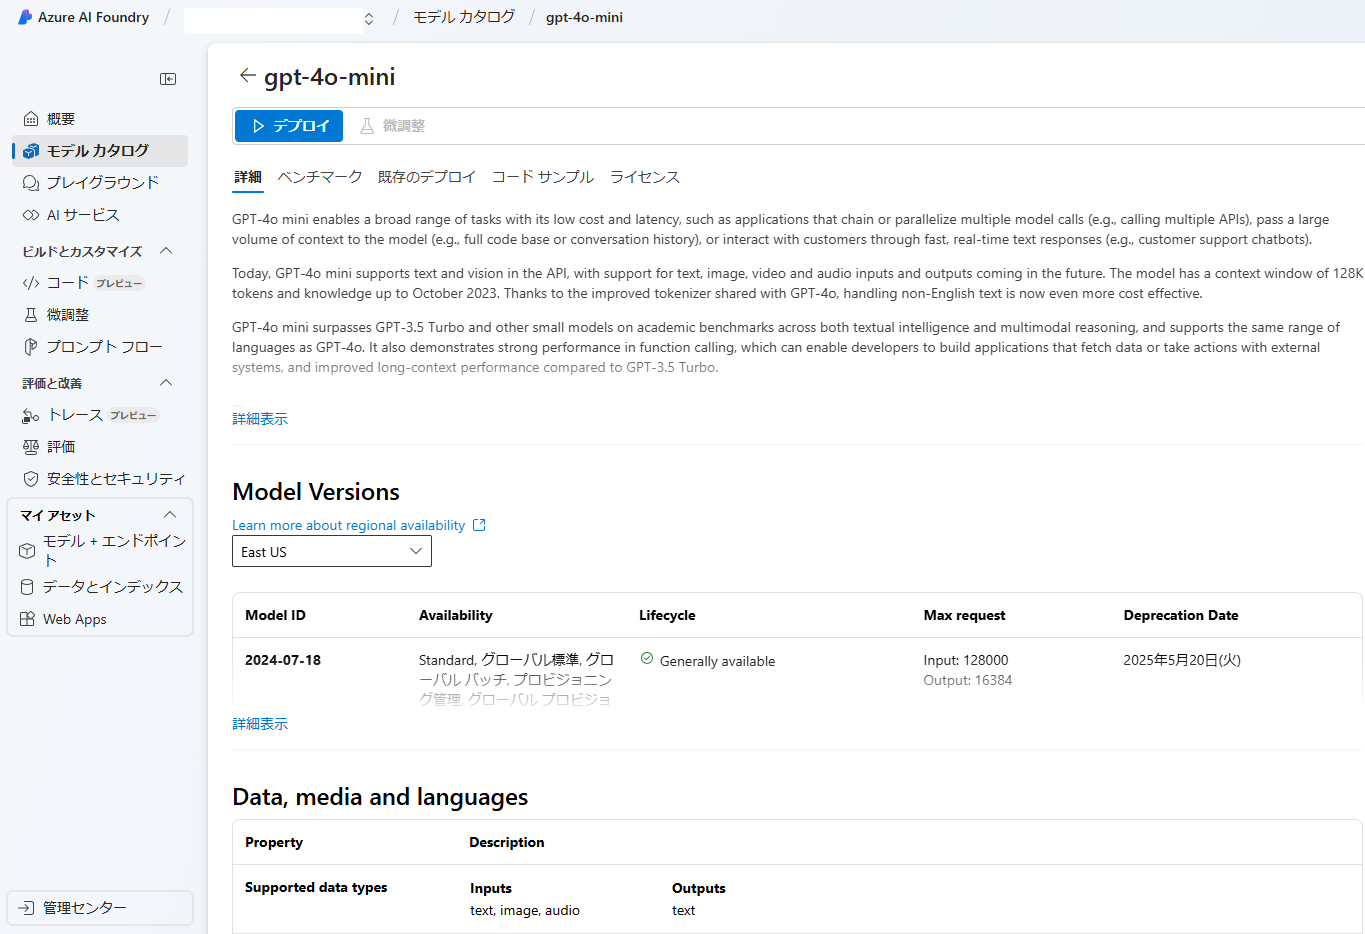 Azure AI Foundry / / モデル カタログ / gpt-4o-mini
概要
モデル カタログ
プレイグラウンド
AI サービス
ビルドとカスタマイズ
コード プレビュー
微調整
プロンプト フロー
評価と改善
トレース プレビュー
評価
安全性とセキュリティ
マイ アセット
モデル + エンドポイン
ト
データとインデックス
Web Apps
管理センター
gpt-4o-mini
デプロイ 微調整
詳細 ベンチマーク 既存のデプロイ コード サンプル ライセンス
GPT-4o mini enables a broad range of tasks with its low cost and latency, such as applications that chain or parallelize multiple model calls (e.g., calling multiple APIs), pass a large
volume of context to the model (e.g., full code base or conversation history), or interact with customers through fast, real-time text responses (e.g., customer support chatbots).
Today, GPT-4o mini supports text and vision in the API, with support for text, image, video and audio inputs and outputs coming in the future. The model has a context window of 128K
tokens and knowledge up to October 2023. Thanks to the improved tokenizer shared with GPT-4o, handling non-English text is now even more cost effective.
GPT-4o mini surpasses GPT-3.5 Turbo and other small models on academic benchmarks across both textual intelligence and multimodal reasoning, and supports the same range of
languages as GPT-4o. It also demonstrates strong performance in function calling, which can enable developers to build applications that fetch data or take actions with external
systems, and improved long-context performance compared to GPT-3.5 Turbo.
詳細表示
Model Versions
Learn more about regional availability
East US
Model ID Availability Lifecycle Max request Deprecation Date
2024-07-18 Standard, グローバル標準, グロ Generally available Input: 128000 2025年5月20日(火)
ーバル バッチ, プロビジョニン Output: 16384
グ管理, グローバル プロビジョ
詳細表示
Data, media and languages
Property Description
Supported data types Inputs Outputs
text, image, audio text